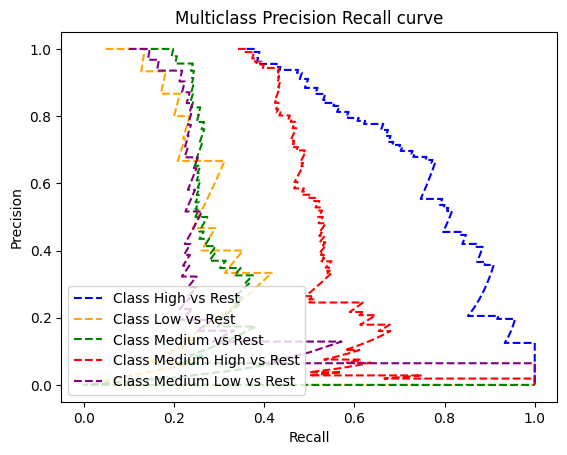 Multiclass Precision Recall curve
1.0
0.8
0.6
0.4
0.2
0.0
Precision
Class High vs Rest
Class Low vs Rest
Class Medium vs Rest
Class Medium High vs Rest
Class Medium Low vs Rest
0.0 0.2 0.4 0.6 0.8 1.0
Recall